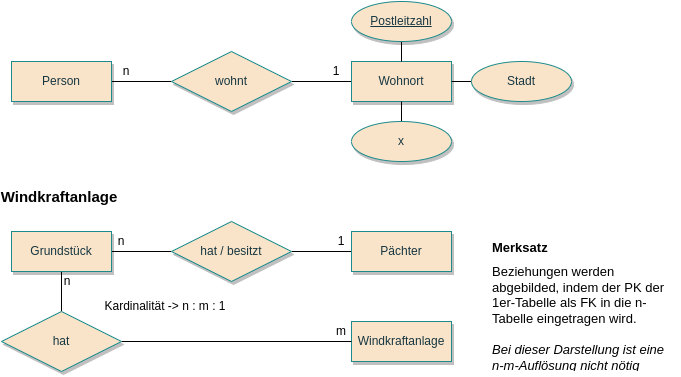 Postleitzahl
Person
n
wohnt
1
Wohnort
Stadt
x
Windkraftanlage
Grundstück
n
hat / besitzt
1
Pächter
n
Kardinalität -> n : m : 1
hat
m
Windkraftanlage
Merksatz
Beziehungen werden
abgebilded, indem der PK der
1er-Tabelle als FK in die n-
Tabelle eingetragen wird.
Bei dieser Darstellung ist eine
n-m-Auflösung nicht nötig